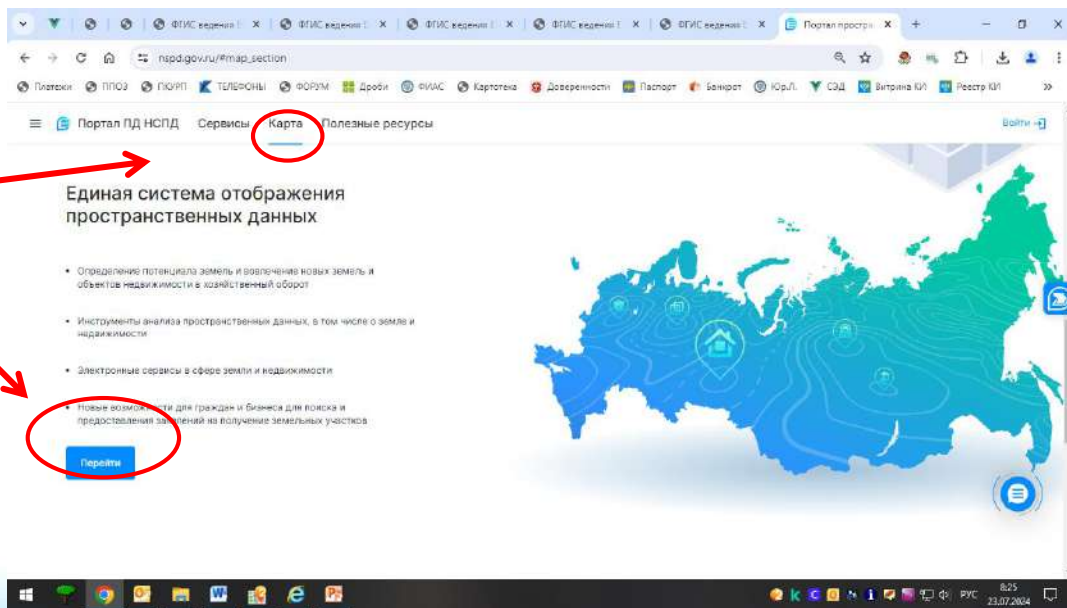 ФГИС ведения Е
ФГИС ведения Е
ФГИС ведения Е
ФГИС ведения Е
ФГИС ведения Е
Портал простра
nspd.gov.ru/#map_section
Платежи
ППОЗ
ПКУРП
ТЕЛЕФОНЫ
ФОРУМ
Дроби
ФИАС
Картотека
Доверенности
Паспорт
Банкрот
Юр.Л.
СЭД
Витрина КИ
Реестр КИ
Портал ПД НСПД
Сервисы
Карта
Полезные ресурсы
Войти
Единая система отображения
пространственных данных
• Определение потенциала земель и вовлечение новых земель и
объектов недвижимости в хозяйственный оборот
• Инструменты анализа пространственных данных, в том числе о земле и
недвижимости
• Электронные сервисы в сфере земли и недвижимости
• Новые возможности для граждан и бизнеса для поиска и
предоставления заявлений на получение земельных участков
Перейти
РУС
8:25
23.07.2024